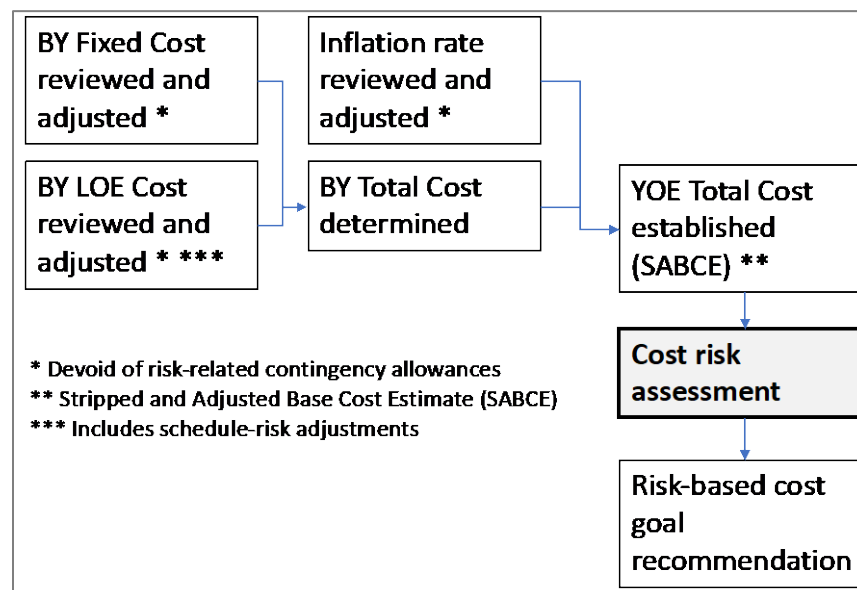 BY Fixed Cost
reviewed and
adjusted *
Inflation rate
reviewed and
adjusted *
BY LOE Cost
reviewed and
adjusted * ***
BY Total Cost
determined
YOE Total Cost
established
(SABCE) **
Cost risk
assessment
Risk-based cost
goal
recommendation
* Devoid of risk-related contingency allowances
** Stripped and Adjusted Base Cost Estimate (SABCE)
*** Includes schedule-risk adjustments